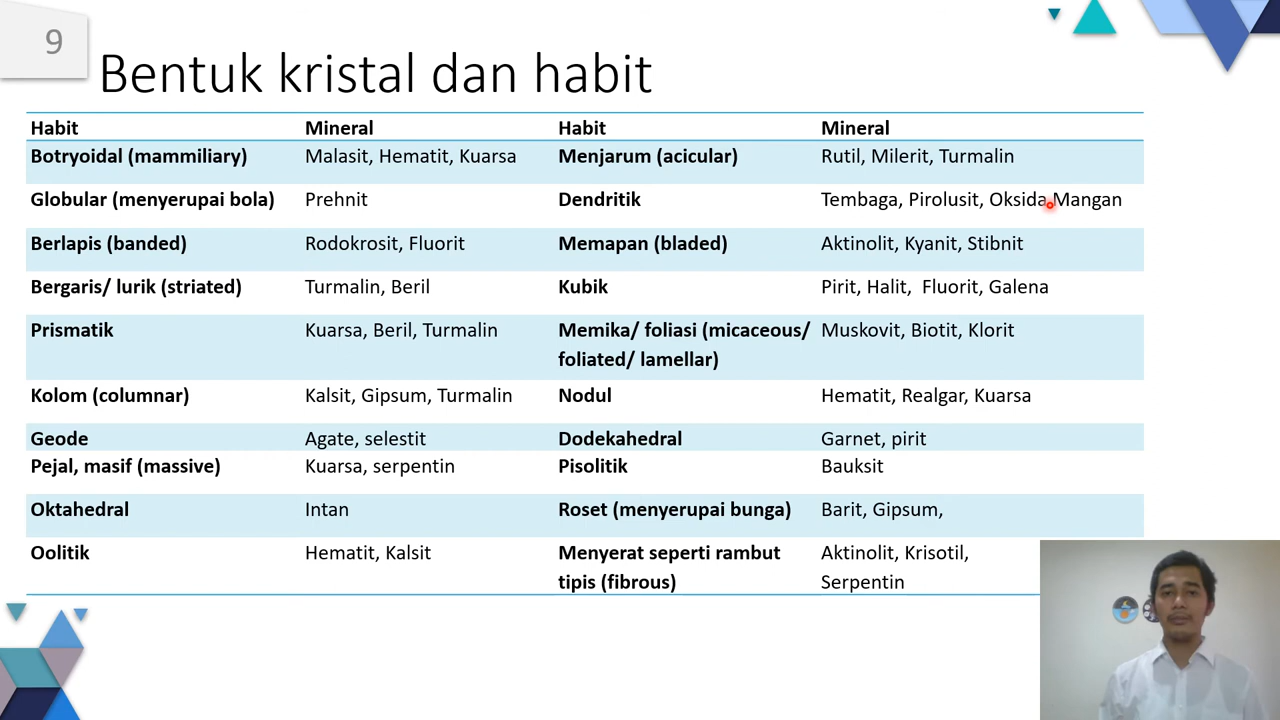 9
Bentuk kristal dan habit
Habit Mineral Habit Mineral
Botryoidal (mammiliary) Malasit, Hematit, Kuarsa Menjarum (acicular) Rutil, Milerit, Turmalin
Globular (menyerupai bola) Prehnit Dendritik Tembaga, Pirolusit, Oksida Mangan
Berlapis (banded) Rodokrosit, Fluorit Memapan (bladed) Aktinolit, Kyanit, Stibnit
Bergaris/ lurik (striated) Turmalin, Beril Kubik Pirit, Halit, Fluorit, Galena
Prismatik Kuarsa, Beril, Turmalin Memika/ foliasi (micaceous/ Muskovit, Biotit, Klorit
foliated/ lamellar)
Kolom (columnar) Kalsit, Gipsum, Turmalin Nodul Hematit, Realgar, Kuarsa
Geode Agate, selestit Dodekahedral Garnet, pirit
Pejal, masif (massive) Kuarsa, serpentin Pisolitik Bauksit
Oktahedral Intan Roset (menyerupai bunga) Barit, Gipsum,
Oolitik Hematit, Kalsit Menyerat seperti rambut Aktinolit, Krisotil,
tipis (fibrous) Serpentin